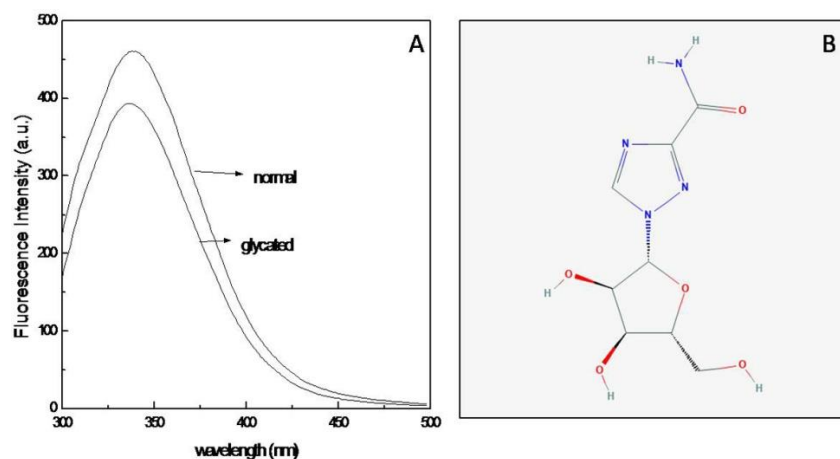 A
500
400
300
200
100
0
Fluorescence Intensity (a.u.)
normal
glycated
300
350
400
450
500
wavelength (nm)
B
H
H
N
O
N
N
N
O
H
O
O
H
O
H